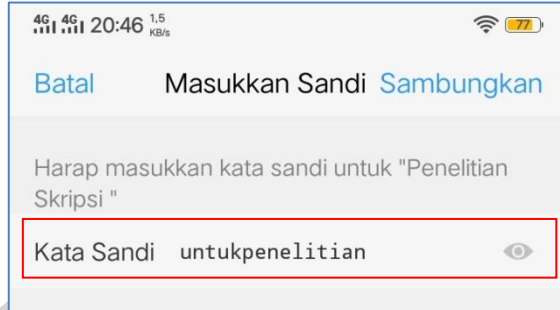 4G 4G 20:46 1,5 KB/s 77
Batal Masukkan Sandi Sambungkan
Harap masukkan kata sandi untuk "Penelitian
Skripsi "
Kata Sandi untukpenelitian